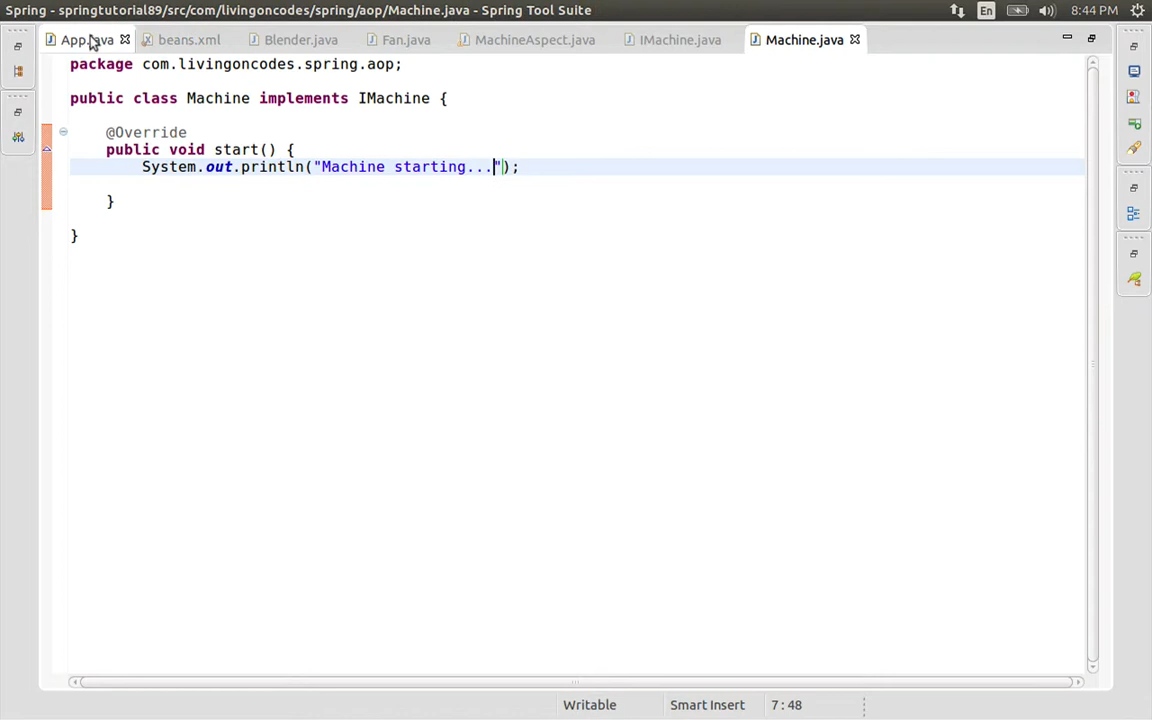 Spring - springtutorial89/src/com/livingoncodes/spring/aop/Machine.java - Spring Tool Suite
En
8:44 PM
App.java
beans.xml
Blender.java
Fan.java
MachineAspect.java
IMachine.java
Machine.java
package com.livingoncodes.spring.aop;
public class Machine implements IMachine {
@Override
public void start() {
System.out.println("Machine starting...");
}
}
Writable
Smart Insert
7 : 48